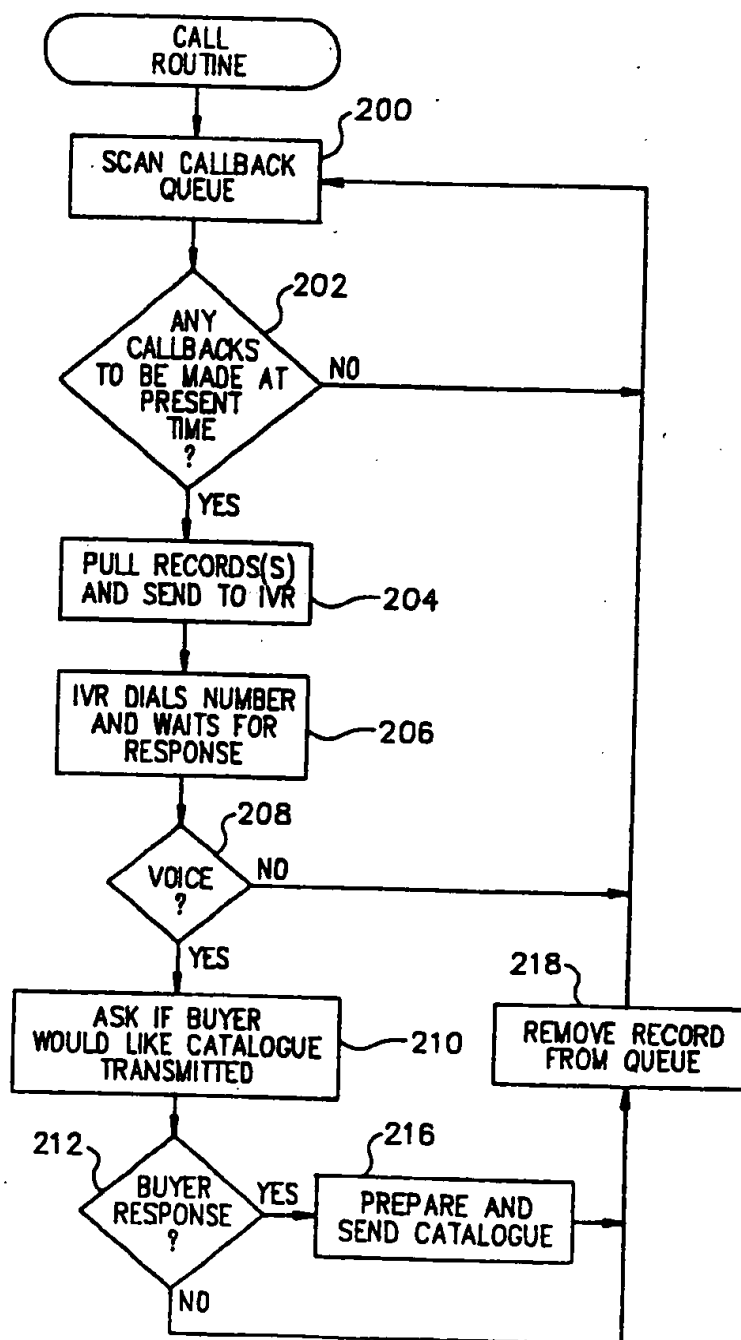 CALL
ROUTINE
200
SCAN CALLBACK
QUEUE
202
ANY
CALLBACKS
TO BE MADE AT
PRESENT
TIME
?
NO
YES
PULL RECORDS(S)
AND SEND TO IVR
204
IVR DIALS NUMBER
AND WAITS FOR
RESPONSE
206
208
VOICE
?
NO
YES
ASK IF BUYER
WOULD LIKE CATALOGUE
TRANSMITTED
210
218
REMOVE RECORD
FROM QUEUE
212
BUYER
RESPONSE
?
YES
216
PREPARE AND
SEND CATALOGUE
NO